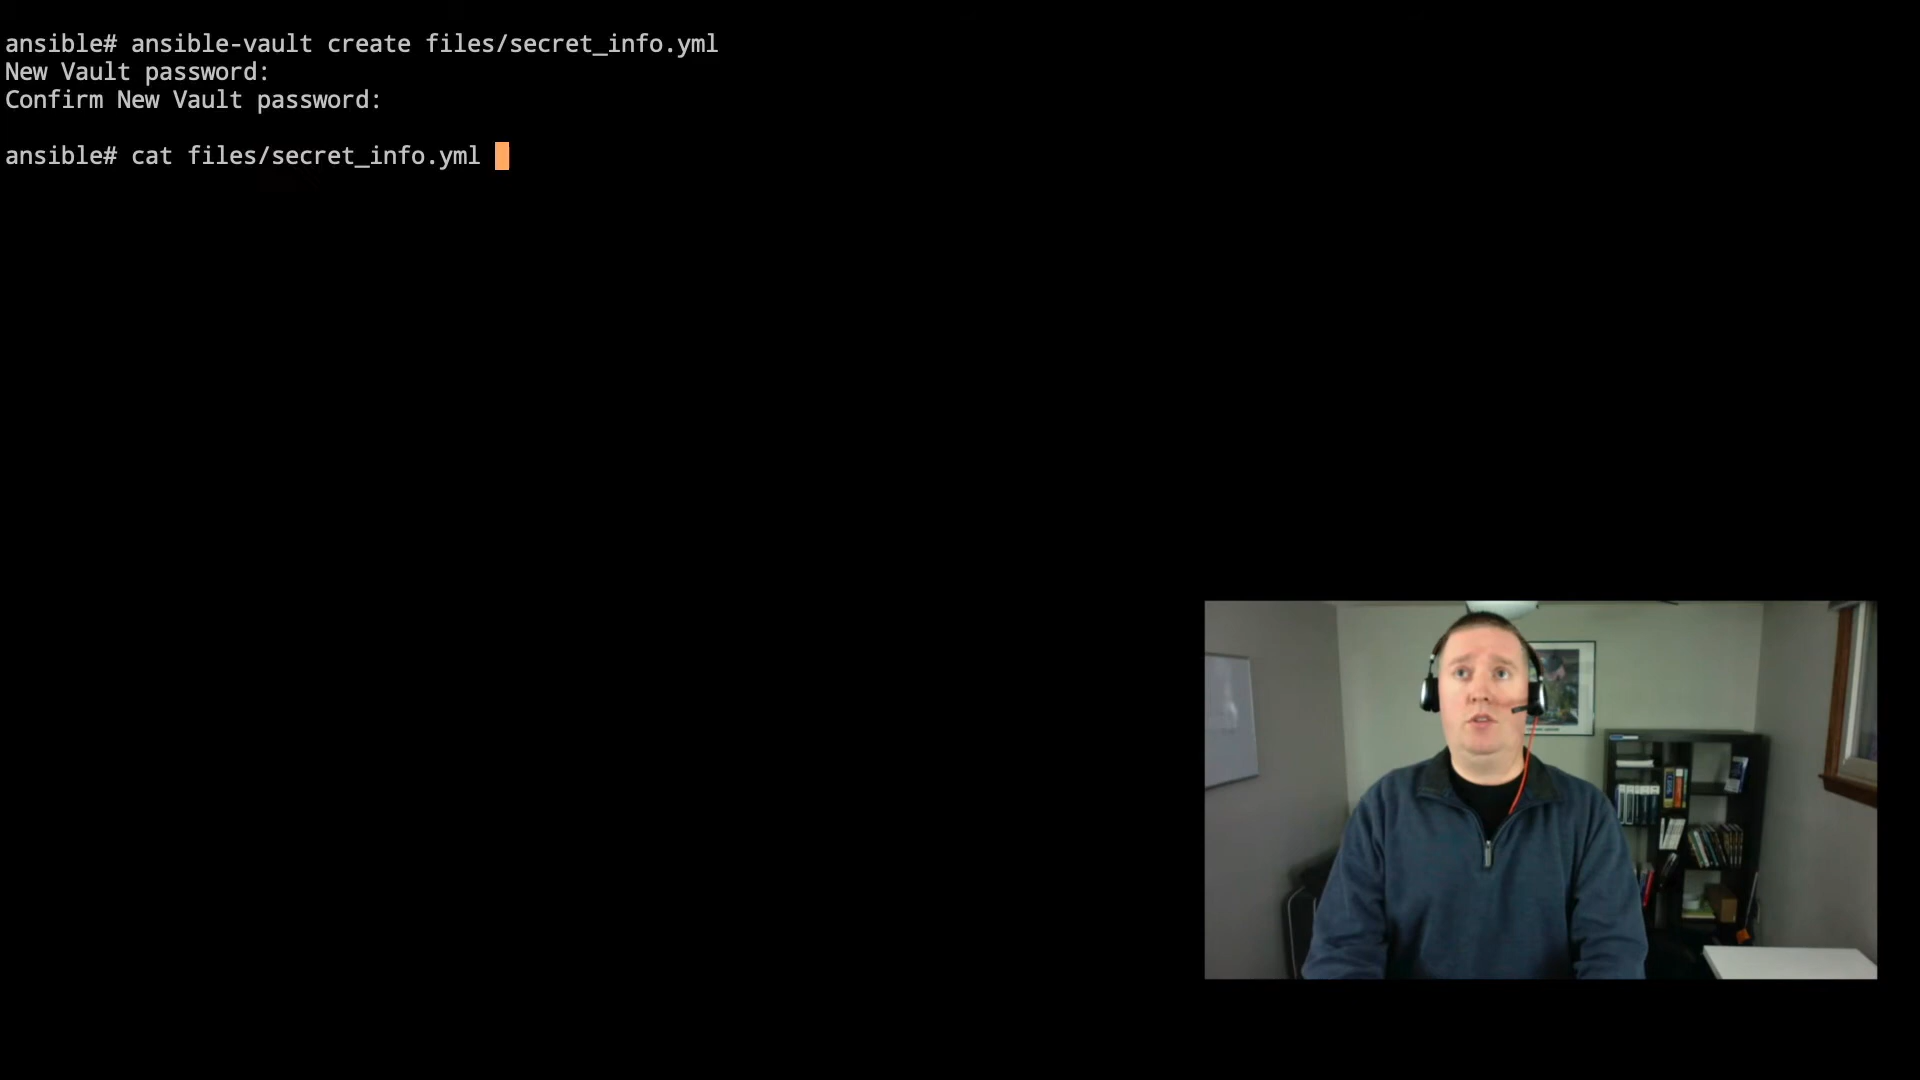 ansible# ansible-vault create files/secret_info.yml
New Vault password:
Confirm New Vault password:
ansible# cat files/secret_info.yml